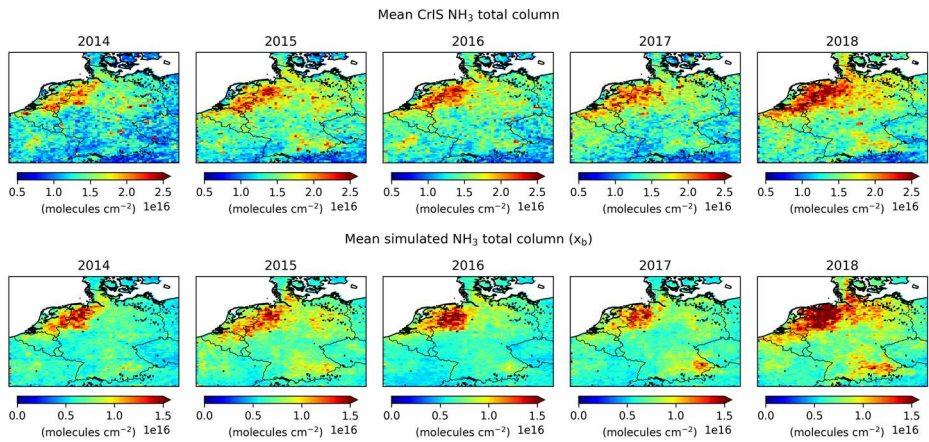 Mean CrIS NH₃ total column
2014 2015 2016 2017 2018
0.5 1.0 1.5 2.0 2.5 0.5 1.0 1.5 2.0 2.5 0.5 1.0 1.5 2.0 2.5 0.5 1.0 1.5 2.0 2.5 0.5 1.0 1.5 2.0 2.5
(molecules cm⁻²) 1e16 (molecules cm⁻²) 1e16 (molecules cm⁻²) 1e16 (molecules cm⁻²) 1e16 (molecules cm⁻²) 1e16
Mean simulated NH₃ total column (x_b)
2014 2015 2016 2017 2018
0.0 0.5 1.0 1.5 0.0 0.5 1.0 1.5 0.0 0.5 1.0 1.5 0.0 0.5 1.0 1.5 0.0 0.5 1.0 1.5
(molecules cm⁻²) 1e16 (molecules cm⁻²) 1e16 (molecules cm⁻²) 1e16 (molecules cm⁻²) 1e16 (molecules cm⁻²) 1e16